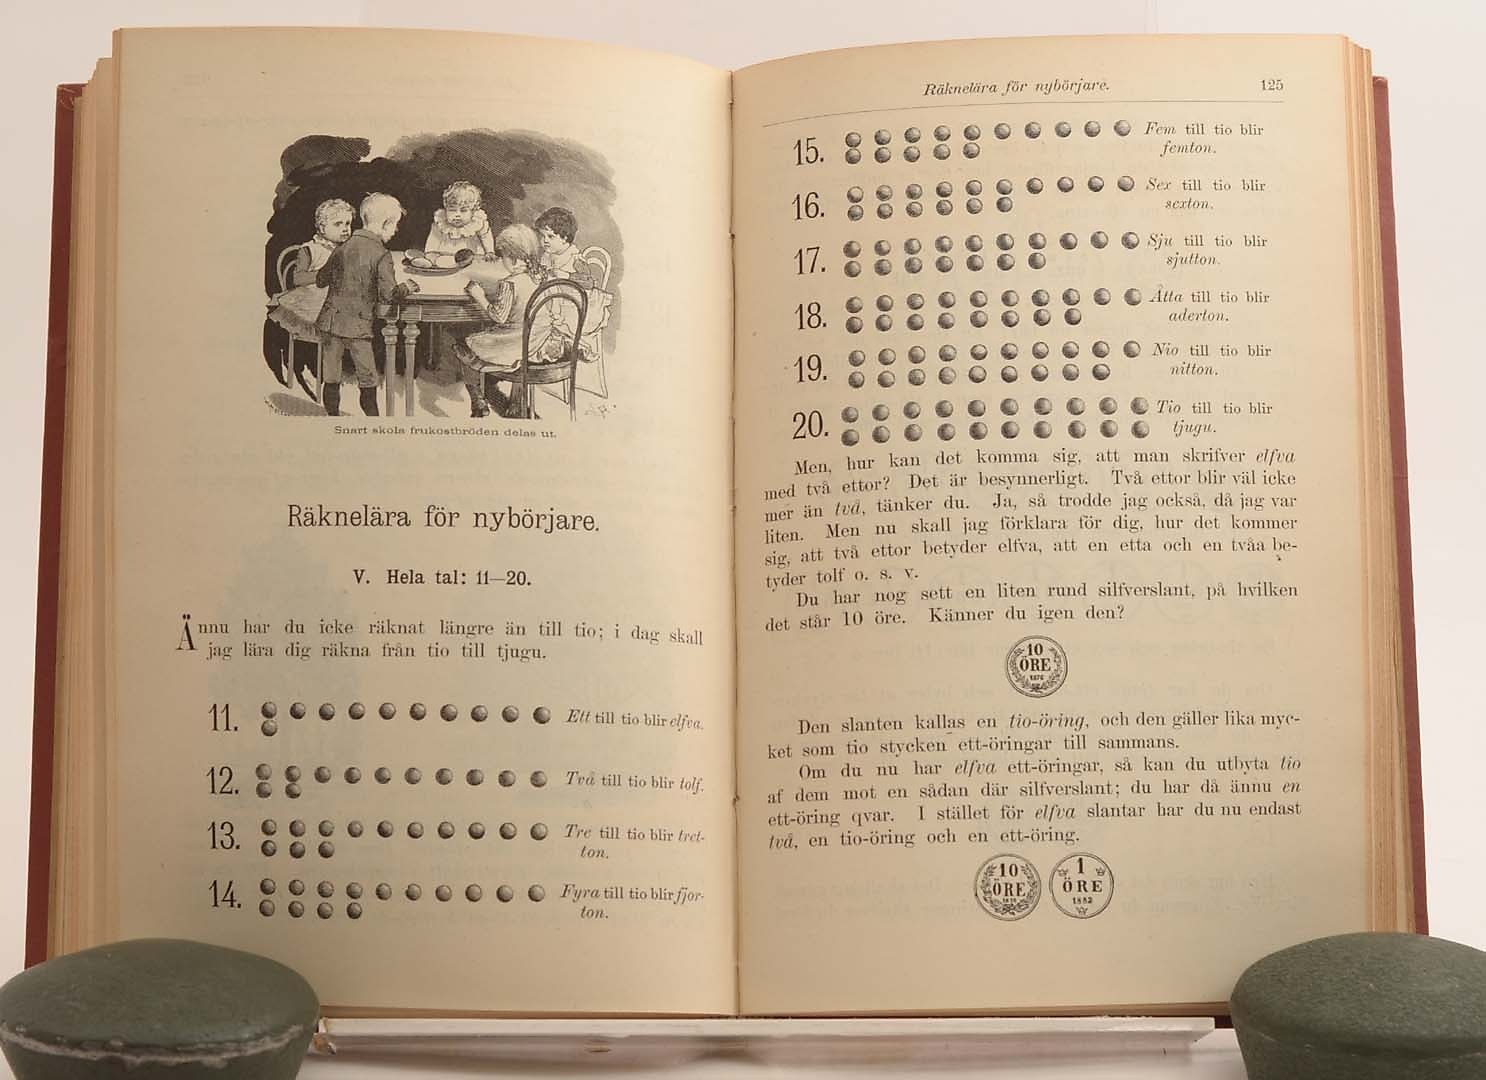 Snart skola frukostbröden delas ut.
Räknelära för nybörjare.
V. Hela tal: 11—20.
Ännu har du icke räknat längre än till tio; i dag skall
jag lära dig räkna från tio till tjugu.
11. Ett till tio blir elfva.
12. Två till tio blir tolf.
13. Tre till tio blir tret-
ton.
14. Fyra till tio blir fjor-
ton.
Räknelära för nybörjare. 125
15. Fem till tio blir
femton.
16. Sex till tio blir
sexton.
17. Sju till tio blir
sjutton.
18. Åtta till tio blir
aderton.
19. Nio till tio blir
nitton.
20. Tio till tio blir
tjugu.
Men, hur kan det komma sig, att man skrifver elfva
med två ettor? Det är besynnerligt. Två ettor blir väl icke
mer än två, tänker du. Ja, så trodde jag också, då jag var
liten. Men nu skall jag förklara för dig, hur det kommer
sig, att två ettor betyder elfva, att en etta och en tvåa be-
tyder tolf o. s. v.
Du har nog sett en liten rund silfverslant, på hvilken
det står 10 öre. Känner du igen den?
10
ÖRE
1876
Den slanten kallas en tio-öring, och den gäller lika myc-
ket som tio stycken ett-öringar till sammans.
Om du nu har elfva ett-öringar, så kan du utbyta tio
af dem mot en sådan där silfverslant; du har då ännu en
ett-öring qvar. I stället för elfva slantar har du nu endast
två, en tio-öring och en ett-öring.
10 1
ÖRE ÖRE
1882